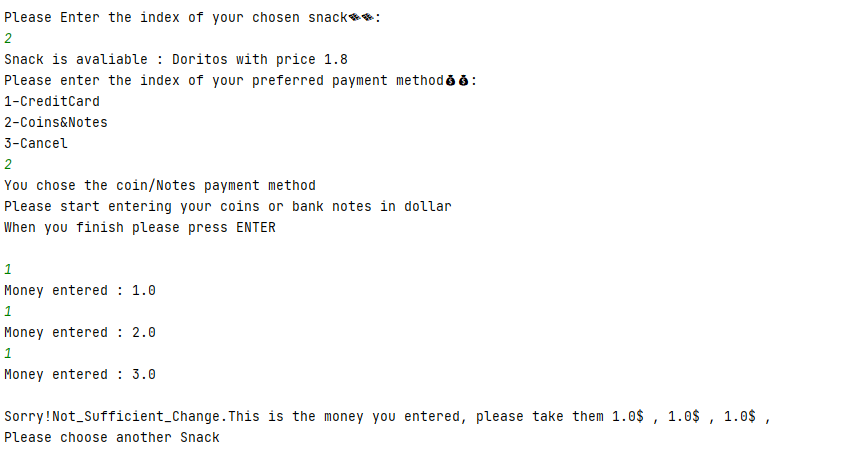 Please Enter the index of your chosen snack🍫🍫:
2
Snack is avaliable : Doritos with price 1.8
Please enter the index of your preferred payment method💰💰:
1-CreditCard
2-Coins&Notes
3-Cancel
2
You chose the coin/Notes payment method
Please start entering your coins or bank notes in dollar
When you finish please press ENTER
1
Money entered : 1.0
1
Money entered : 2.0
1
Money entered : 3.0
Sorry!Not_Sufficient_Change.This is the money you entered, please take them 1.0$ , 1.0$ , 1.0$ ,
Please choose another Snack